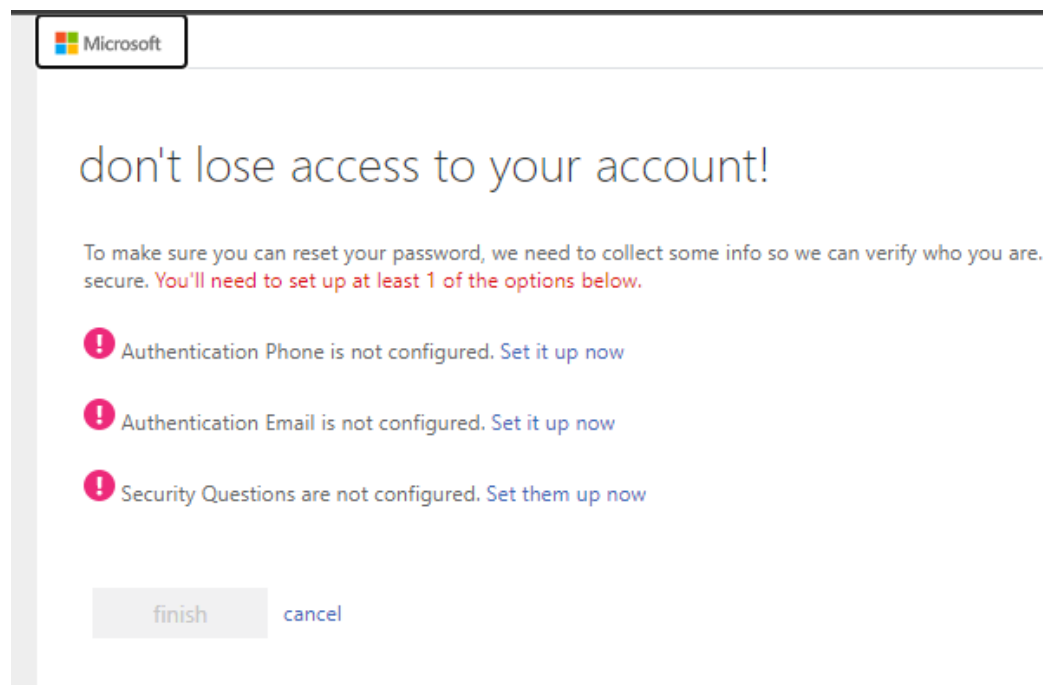 Microsoft
don't lose access to your account!
To make sure you can reset your password, we need to collect some info so we can verify who you are.
secure. You'll need to set up at least 1 of the options below.
Authentication Phone is not configured. Set it up now
Authentication Email is not configured. Set it up now
Security Questions are not configured. Set them up now
finish cancel